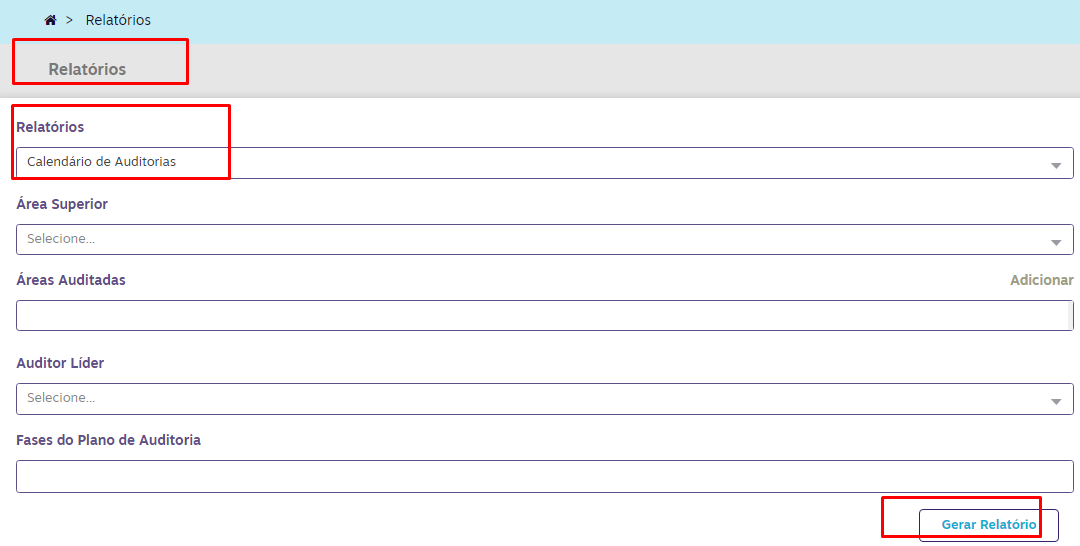 > Relatórios
Relatórios
Relatórios
Calendário de Auditorias
Área Superior
Selecione...
Áreas Auditadas Adicionar
Auditor Líder
Selecione...
Fases do Plano de Auditoria
Gerar Relatório